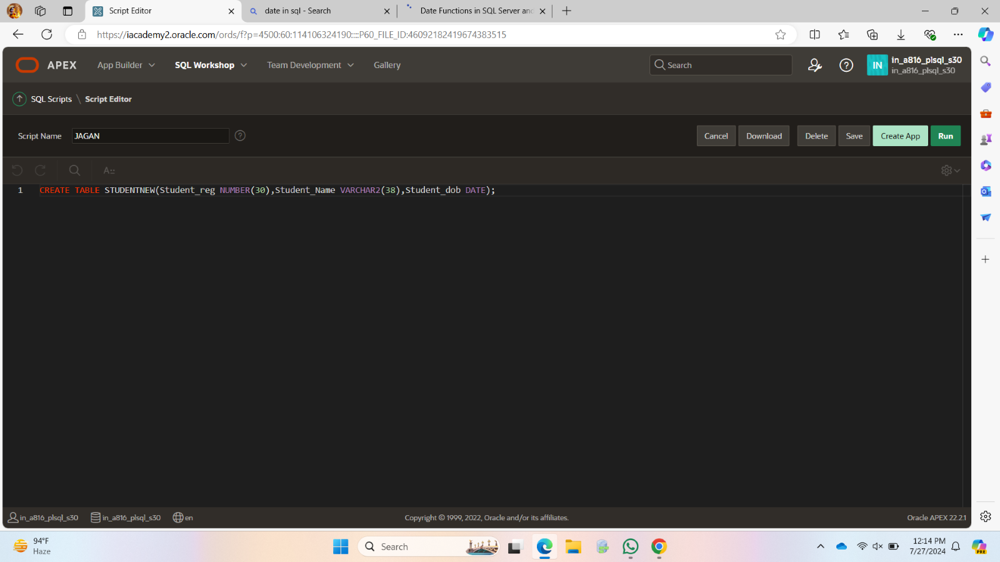 Script Editor
date in sql - Search
Date Functions in SQL Server and
https://iacademy2.oracle.com/ords/f?p=4500:60:114106324190::::P60_FILE_ID:46092182419674383515
APEX App Builder SQL Workshop Team Development Gallery Search IN in_a816_plsql_s30
in_a816_plsql_s30
SQL Scripts \ Script Editor
Script Name JAGAN ? Cancel Download Delete Save Create App Run
A::
1 CREATE TABLE STUDENTNEW(Student_reg NUMBER(30),Student_Name VARCHAR2(38),Student_dob DATE);
in_a816_plsql_s30 in_a816_plsql_s30 en Copyright © 1999, 2022, Oracle and/or its affiliates. Oracle APEX 22.2.1
94°F
Haze
Search
12:14 PM
7/27/2024
PRE